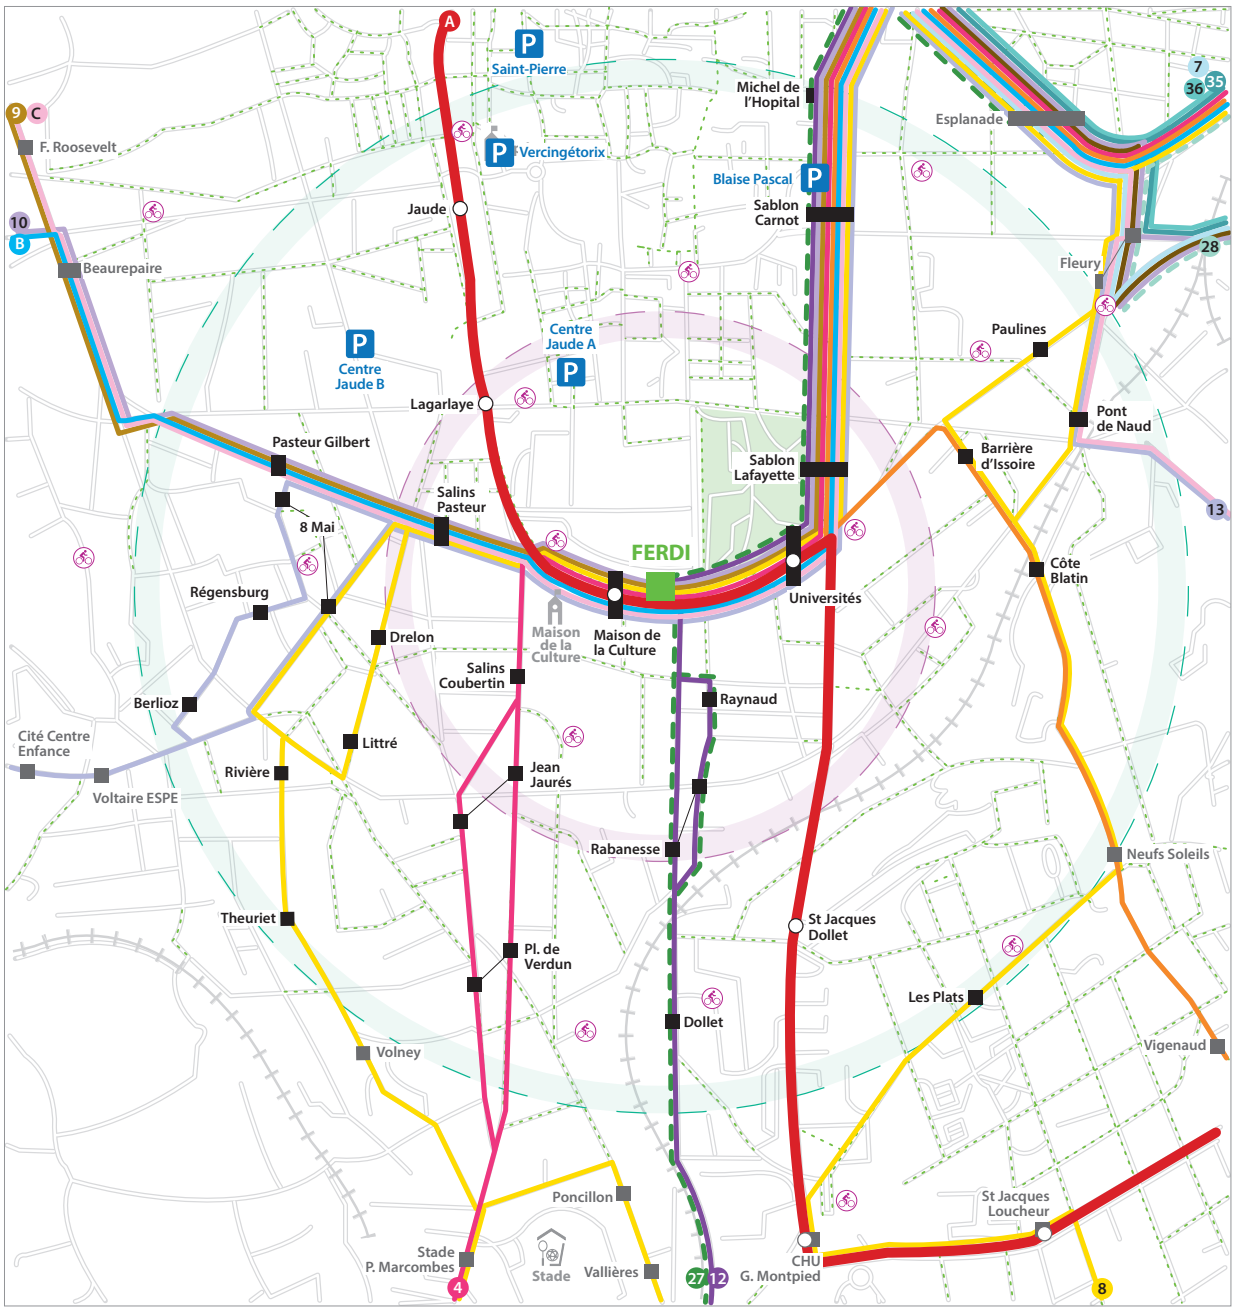 A
P
Saint-Pierre
7
35
36
Michel de
l'Hopital
9
C
Esplanade
F. Roosevelt
P
Vercingétorix
Blaise Pascal
P
Jaude
Sablon
Carnot
10
B
28
Beaurepaire
Fleury
Centre
Jaude A
P
P
Centre
Jaude B
Paulines
Lagarlaye
Pont
de Naud
Pasteur Gilbert
Barrière
d'Issoire
Sablon
Lafayette
Salins
Pasteur
13
8 Mai
FERDI
Côte
Blatin
Régensburg
Universités
Maison
de la
Culture
Maison de
la Culture
Drelon
Salins
Coubertin
Berlioz
Raynaud
Cité Centre
Enfance
Littré
Rivière
Jean
Jaurés
Voltaire ESPE
Rabanesse
Neufs Soleils
Theuriet
St Jacques
Dollet
Pl. de
Verdun
Les Plats
Dollet
Volney
Vigenaud
Poncillon
St Jacques
Loucheur
Stade
P. Marcombes
Stade
Vallières
CHU
G. Montpied
4
27
12
8